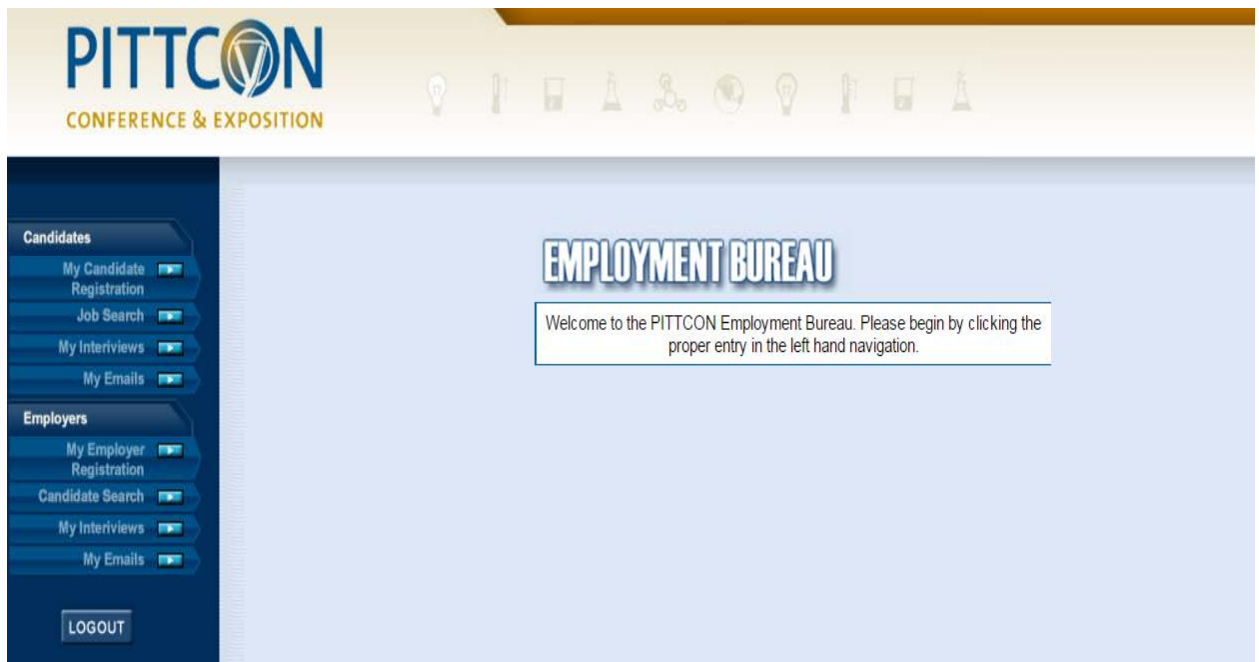 PITTCON
CONFERENCE & EXPOSITION
Candidates
My Candidate
Registration
Job Search
My Interiviews
My Emails
Employers
My Employer
Registration
Candidate Search
My Interiviews
My Emails
LOGOUT
EMPLOYMENT BUREAU
Welcome to the PITTCON Employment Bureau. Please begin by clicking the
proper entry in the left hand navigation.